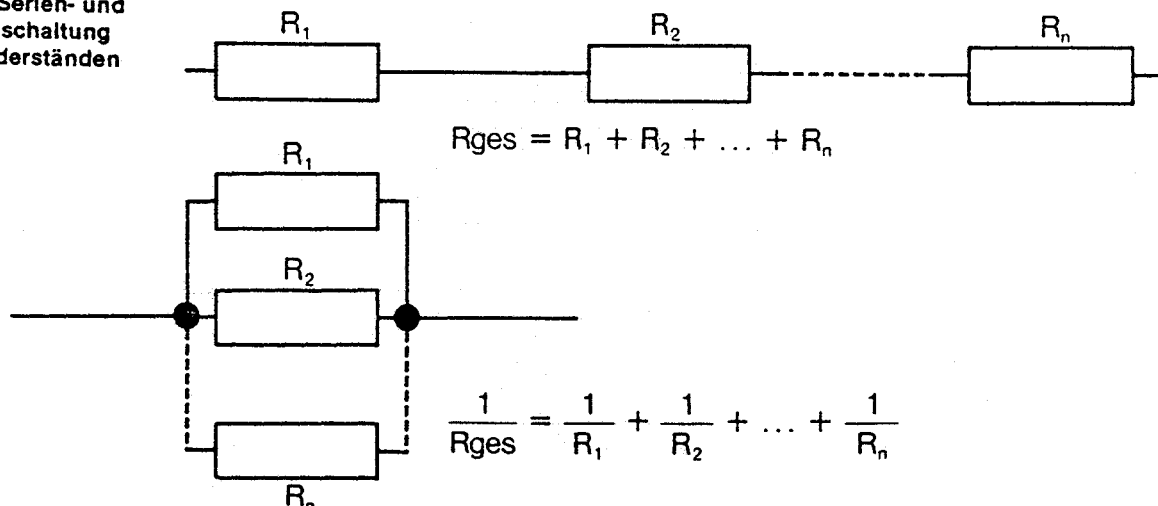 Serien- und
schaltung
derständen
R₁ R₂ Rₙ
Rges = R₁ + R₂ + ... + Rₙ
R₁
R₂
1/Rges = 1/R₁ + 1/R₂ + ... + 1/Rₙ
Rₙ